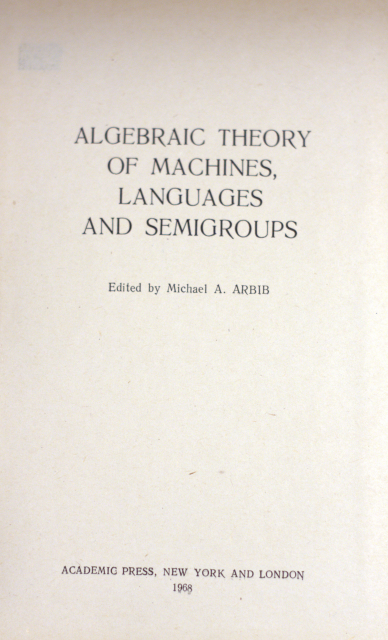 ALGEBRAIC THEORY
OF MACHINES,
LANGUAGES
AND SEMIGROUPS
Edited by Michael A. ARBIB
ACADEMIC PRESS, NEW YORK AND LONDON
1968